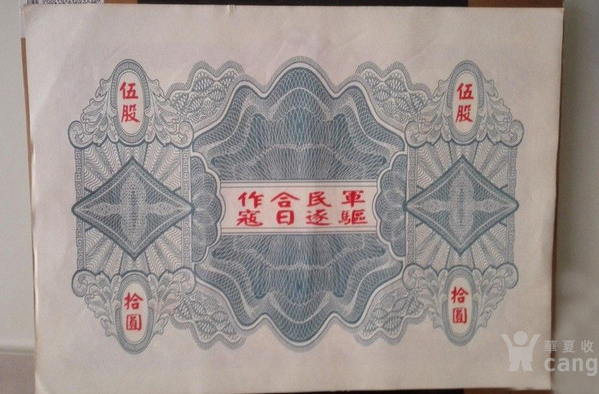 伍股
伍股
軍民合作
驅逐日寇
拾圓
拾圓
華夏收
cang